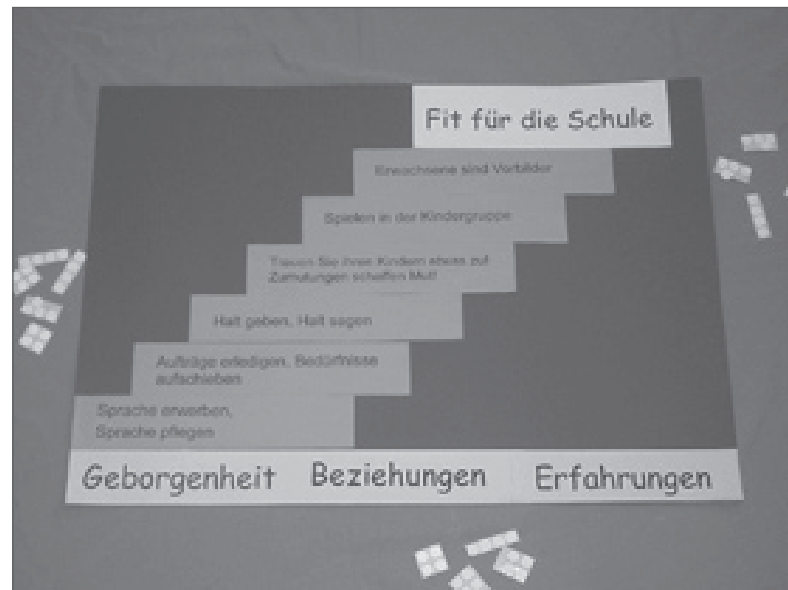 Fit für die Schule
Erwachsene sind Vorbilder
Spielen in der Kindergruppe
Trauen Sie ihren Kindern etwas zu!
Zumutungen schaffen Mut!
Halt geben, Halt sagen
Aufträge erledigen, Bedürfnisse
aufschieben
Sprache erwerben,
Sprache pflegen
Geborgenheit Beziehungen Erfahrungen